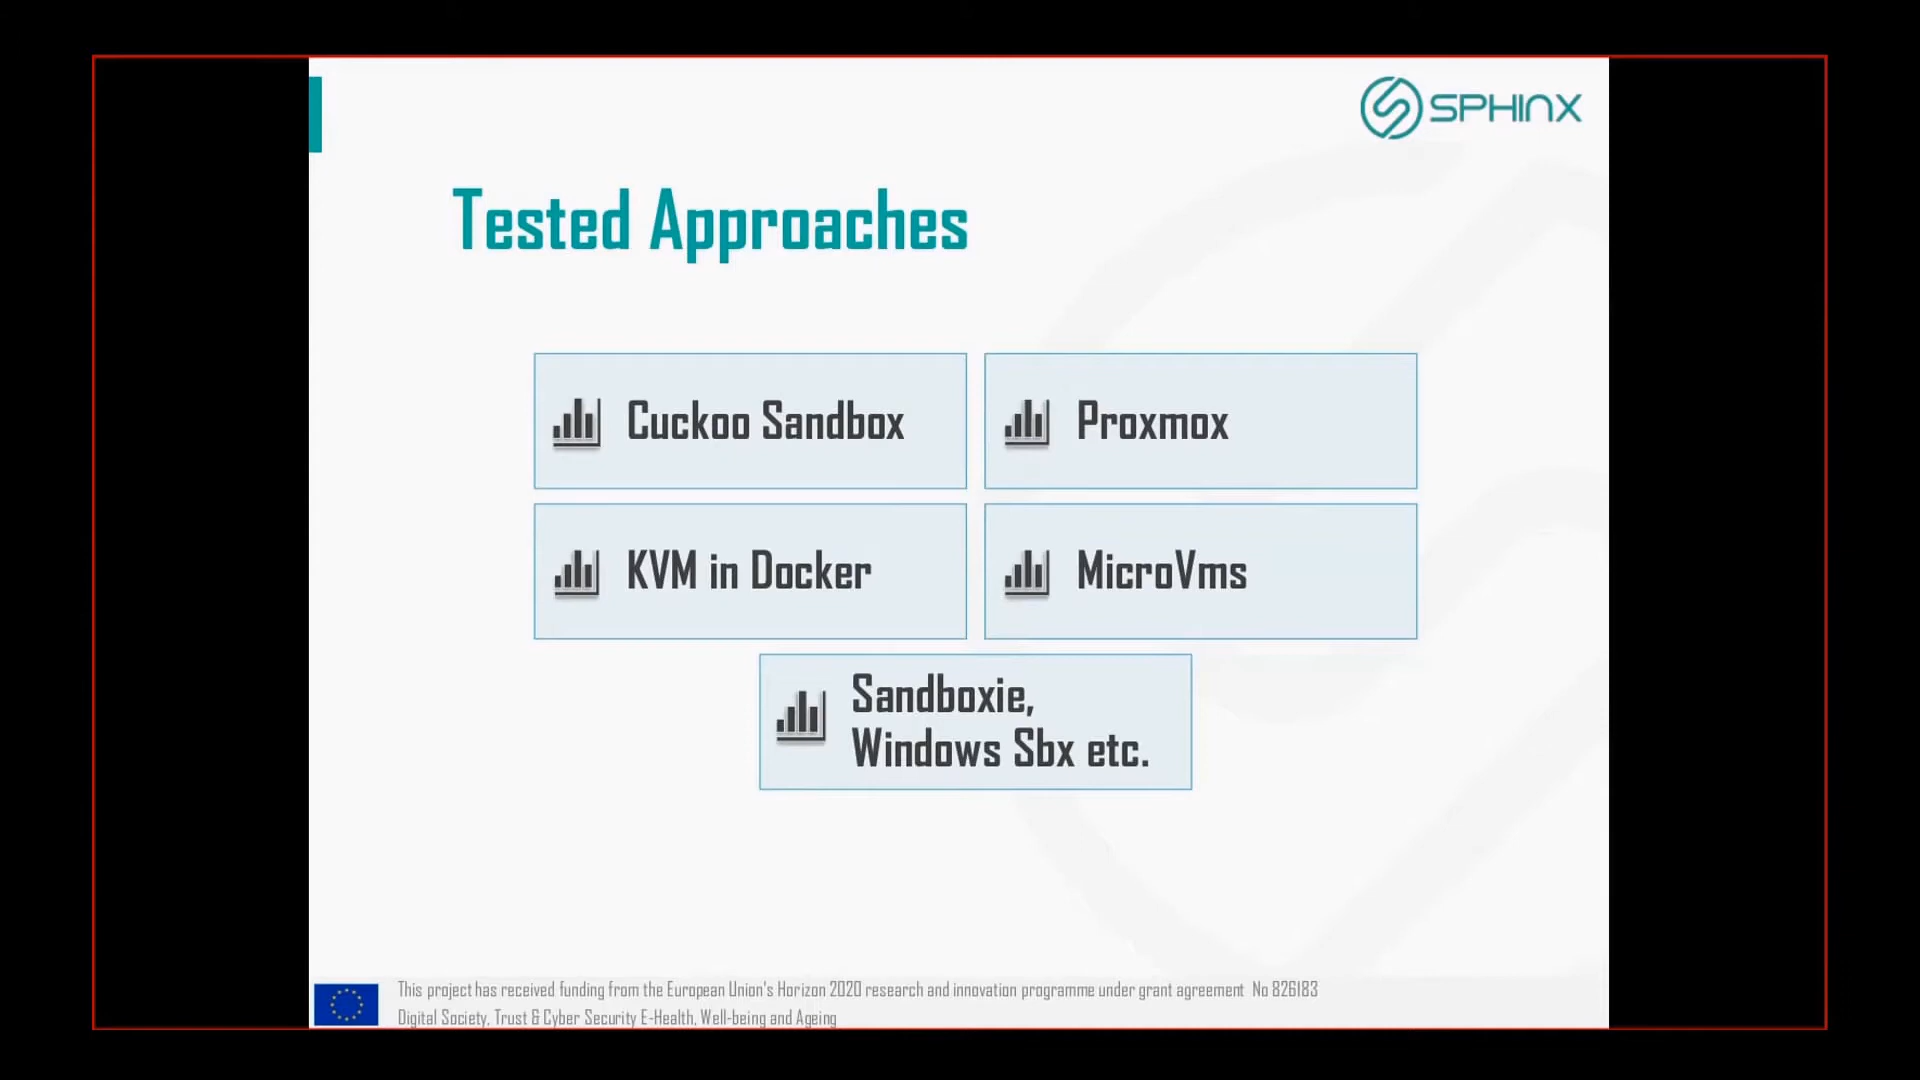 SPHINX
Tested Approaches
Cuckoo Sandbox
Proxmox
KVM in Docker
MicroVms
Sandboxie,
Windows Sbx etc.
This project has received funding from the European Union's Horizon 2020 research and innovation programme under grant agreement No 826183
Digital Society, Trust & Cyber Security E-Health, Well-being and Ageing